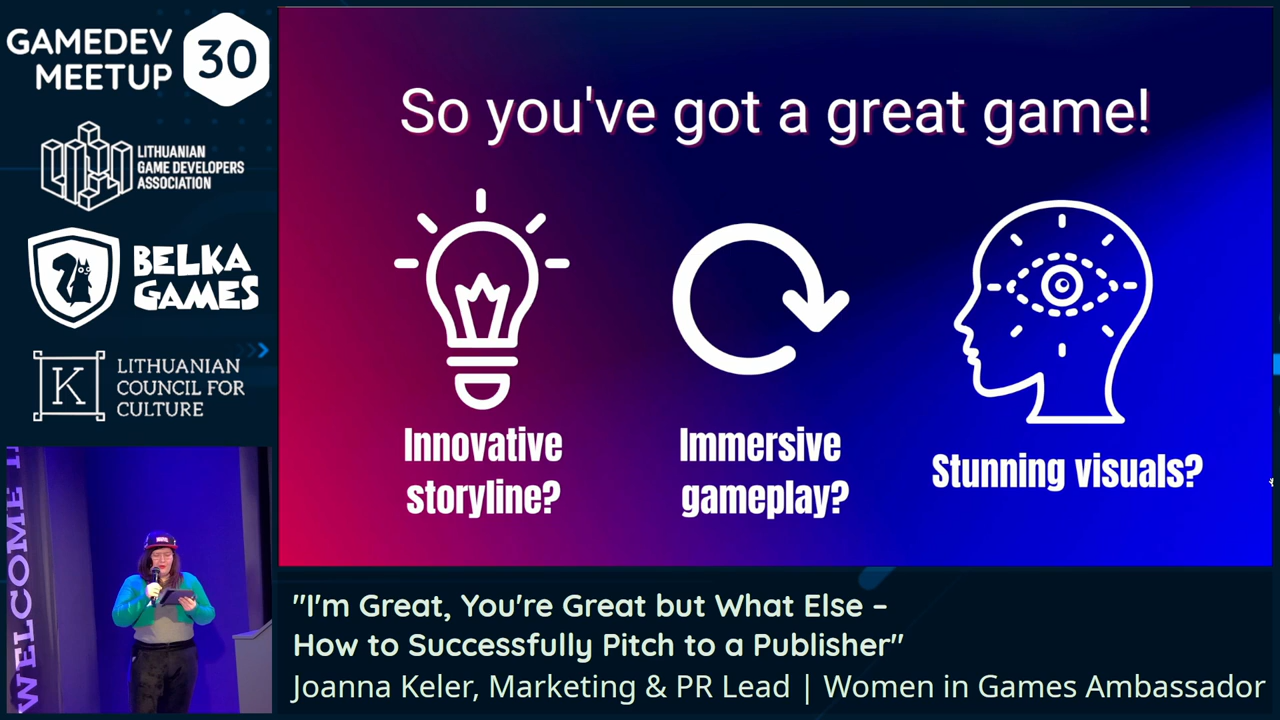 GAMEDEV
MEETUP
30
LITHUANIAN
GAME DEVELOPERS
ASSOCIATION
BELKA
GAMES
K
LITHUANIAN
COUNCIL FOR
CULTURE
So you've got a great game!
Innovative
storyline?
Immersive
gameplay?
Stunning visuals?
WELCOME
"I'm Great, You're Great but What Else –
How to Successfully Pitch to a Publisher"
Joanna Keler, Marketing & PR Lead | Women in Games Ambassador